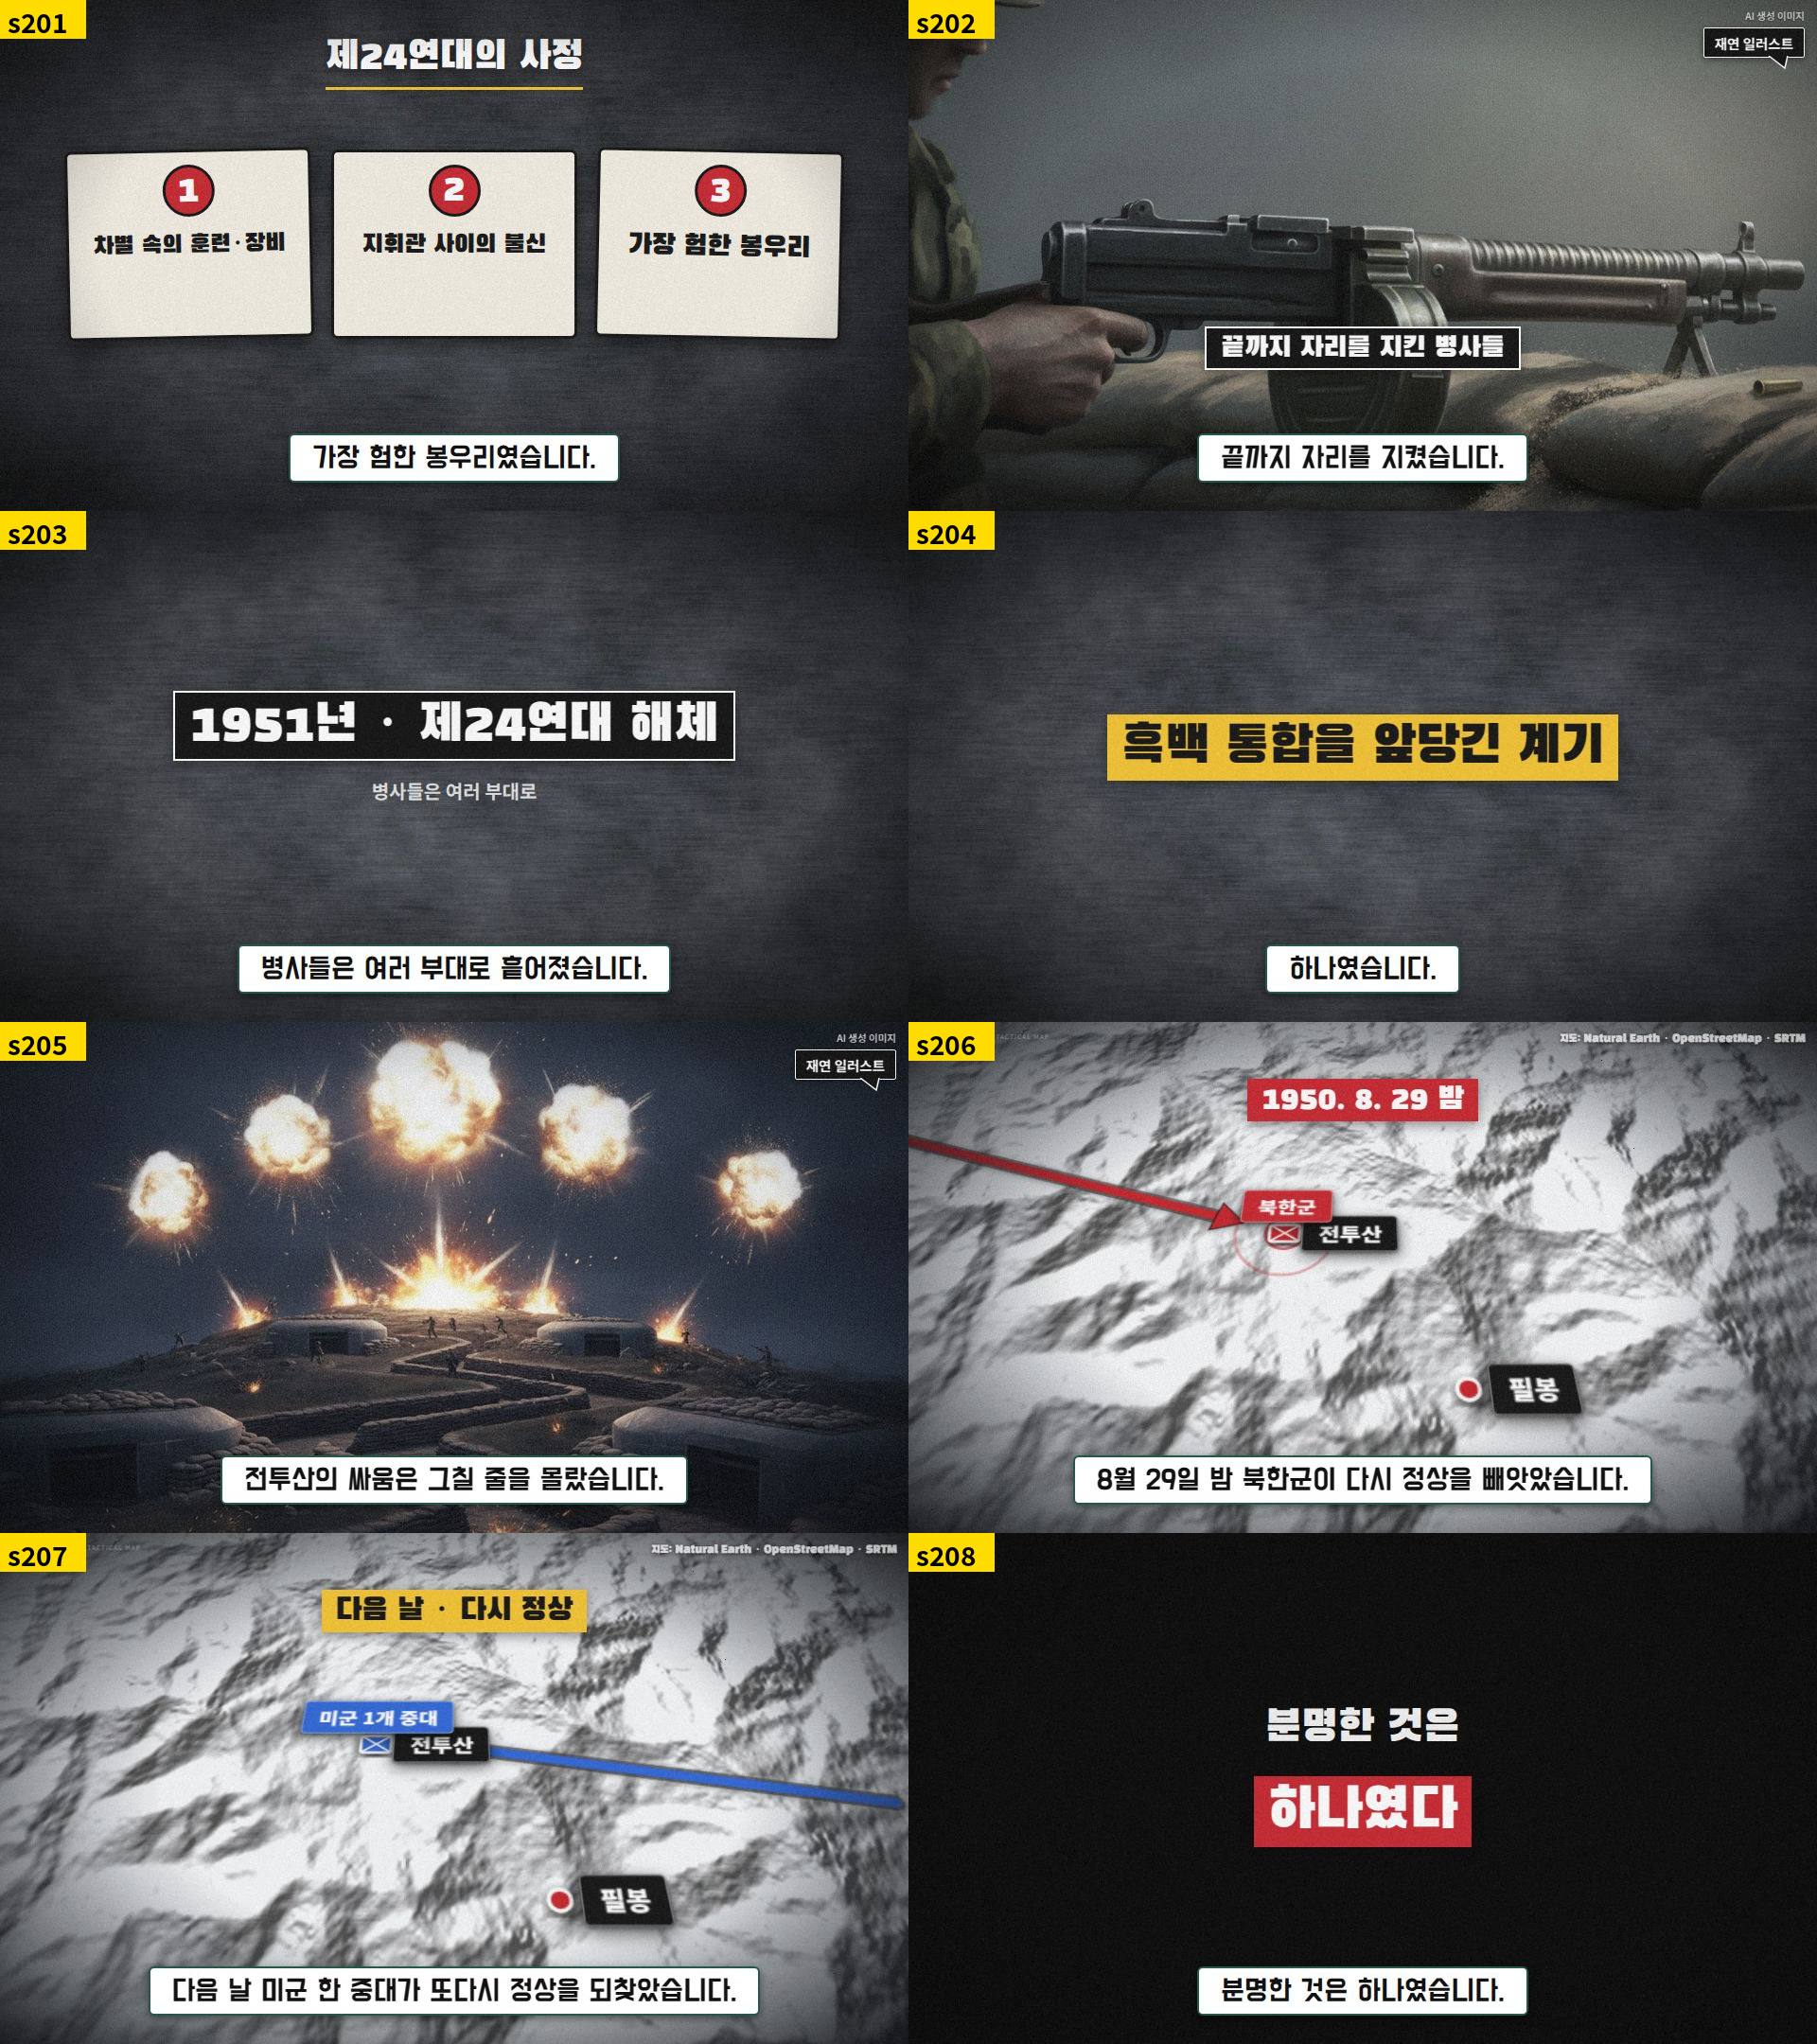 s201
제24연대의 사정
1
차별 속의 훈련·장비
2
지휘관 사이의 불신
3
가장 험한 봉우리
가장 험한 봉우리였습니다.
s202
AI 생성 이미지
재연 일러스트
끝까지 자리를 지킨 병사들
끝까지 자리를 지켰습니다.
s203
1951년 · 제24연대 해체
병사들은 여러 부대로
병사들은 여러 부대로 흩어졌습니다.
s204
흑백 통합을 앞당긴 계기
하나였습니다.
s205
AI 생성 이미지
재연 일러스트
전투산의 싸움은 그칠 줄을 몰랐습니다.
s206
TACTICAL MAP
지도: Natural Earth · OpenStreetMap · SRTM
1950. 8. 29 밤
북한군
전투산
필봉
8월 29일 밤 북한군이 다시 정상을 빼앗았습니다.
s207
TACTICAL MAP
지도: Natural Earth · OpenStreetMap · SRTM
다음 날 · 다시 정상
미군 1개 중대
전투산
필봉
다음 날 미군 한 중대가 또다시 정상을 되찾았습니다.
s208
분명한 것은
하나였다
분명한 것은 하나였습니다.